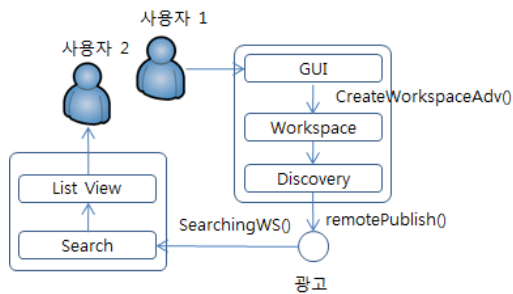 사용자 1
사용자 2
GUI
CreateWorkspaceAdv()
Workspace
Discovery
List View
SearchingWS()
remotePublish()
Search
광고